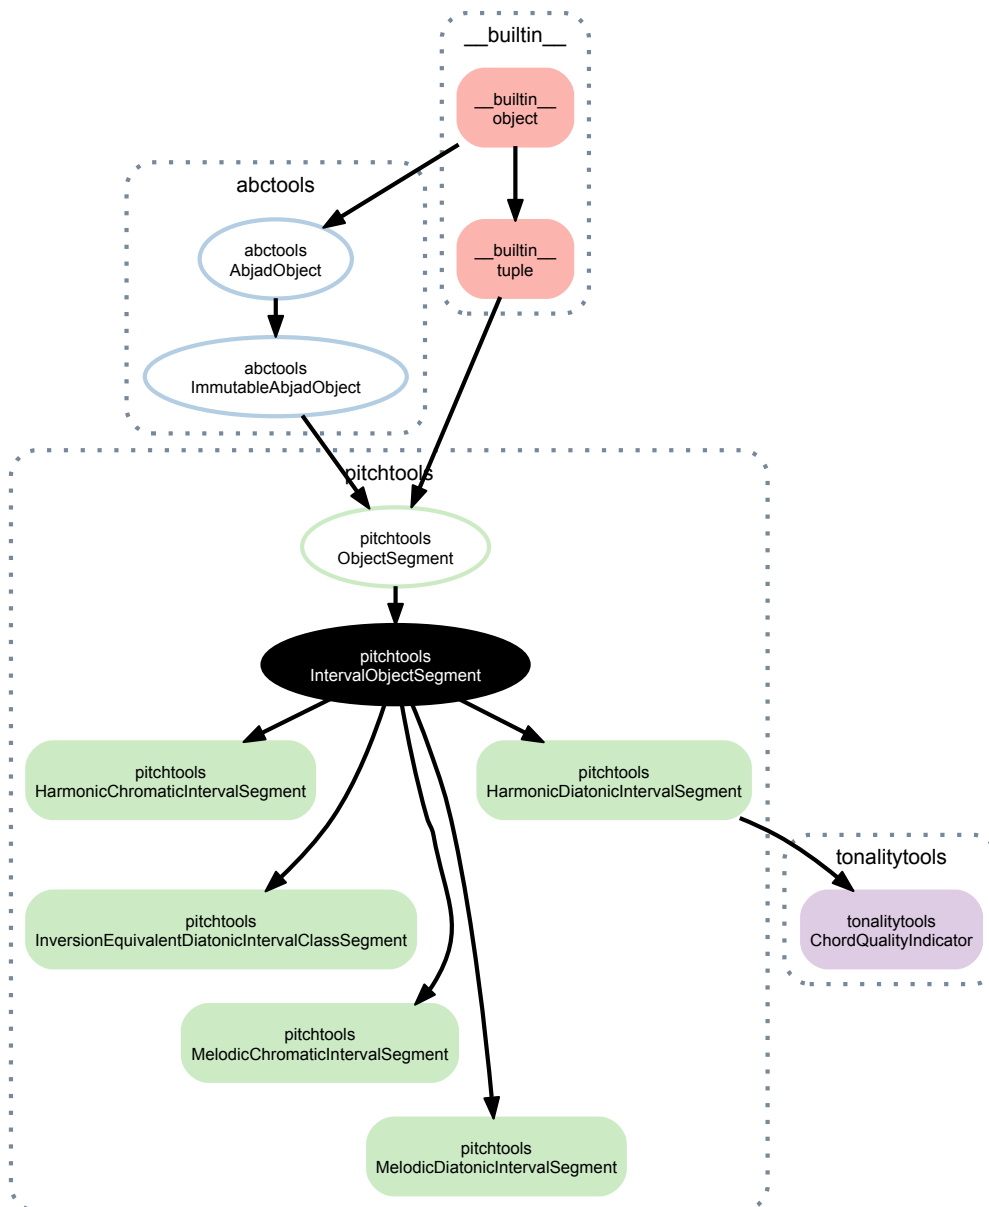 __builtin__
__builtin__
object
abctools
__builtin__
tuple
abctools
AbjadObject
abctools
ImmutableAbjadObject
pitchtools
pitchtools
ObjectSegment
pitchtools
IntervalObjectSegment
pitchtools
HarmonicChromaticIntervalSegment
pitchtools
HarmonicDiatonicIntervalSegment
tonalitytools
tonalitytools
ChordQualityIndicator
pitchtools
InversionEquivalentDiatonicIntervalClassSegment
pitchtools
MelodicChromaticIntervalSegment
pitchtools
MelodicDiatonicIntervalSegment